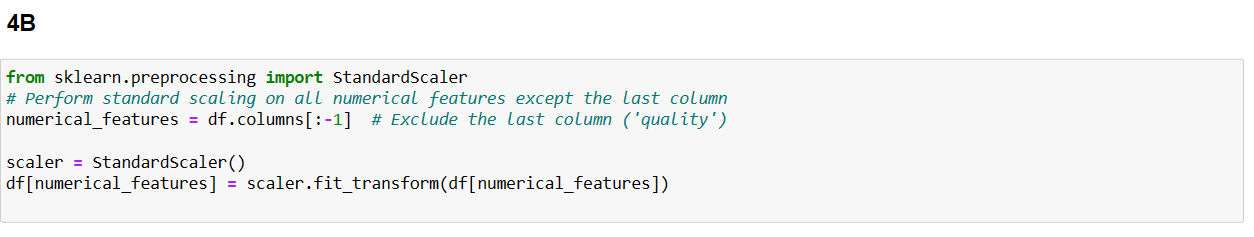 4B
from sklearn.preprocessing import StandardScaler
# Perform standard scaling on all numerical features except the last column
numerical_features = df.columns[:-1]  # Exclude the last column ('quality')
scaler = StandardScaler()
df[numerical_features] = scaler.fit_transform(df[numerical_features])